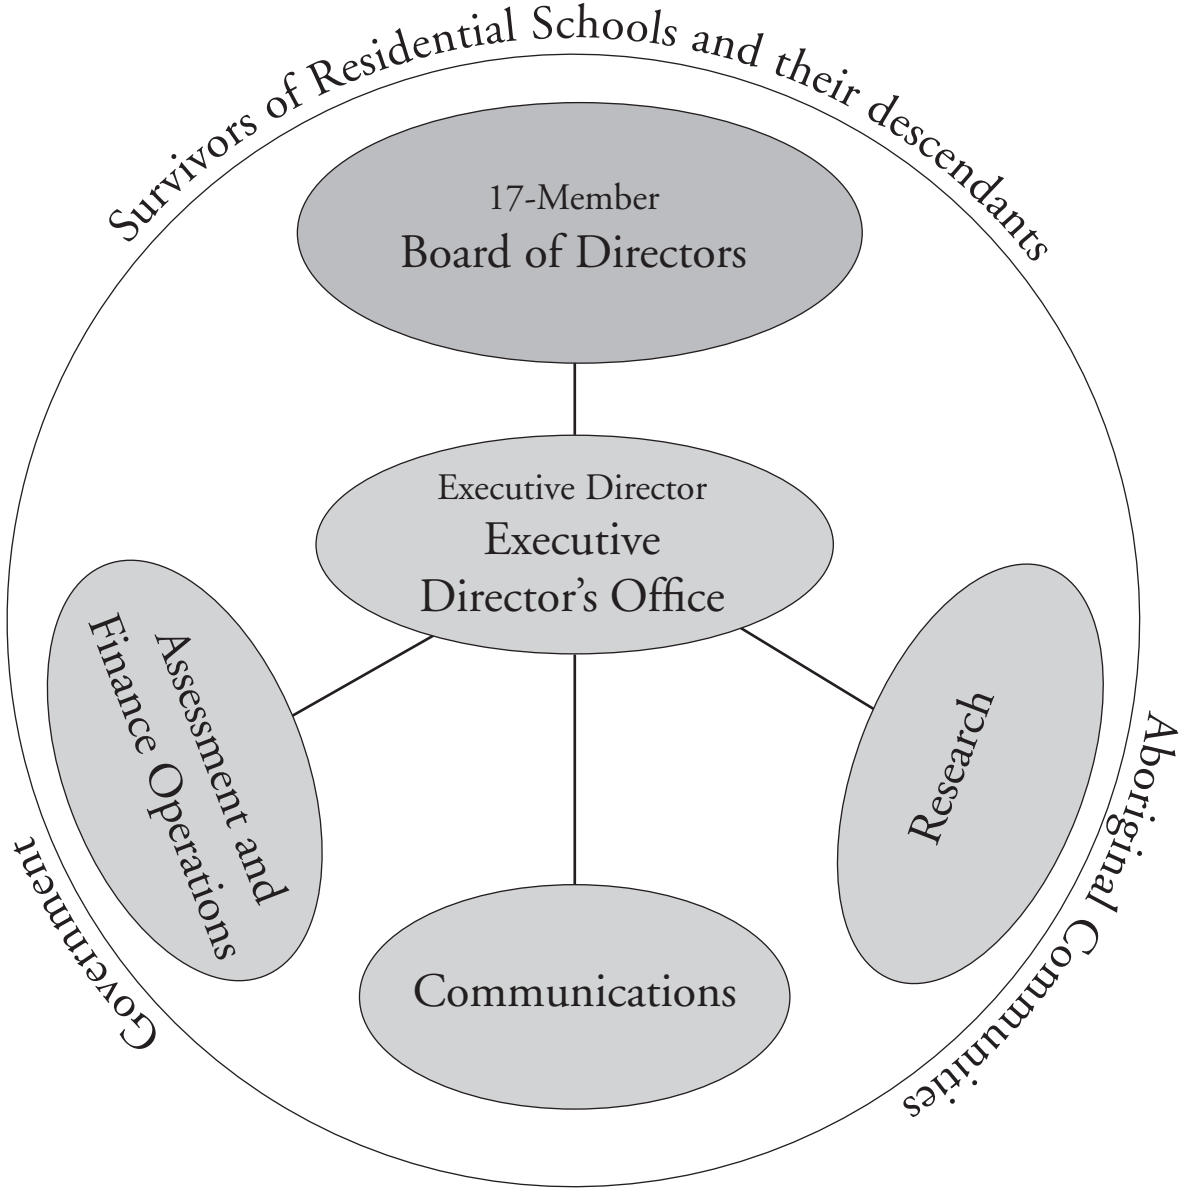 Survivors of Residential Schools and their descendants
17-Member
Board of Directors
Executive Director
Executive
Director’s Office
Assessment and
Finance Operations
Research
Communications
Government
Aboriginal Communities